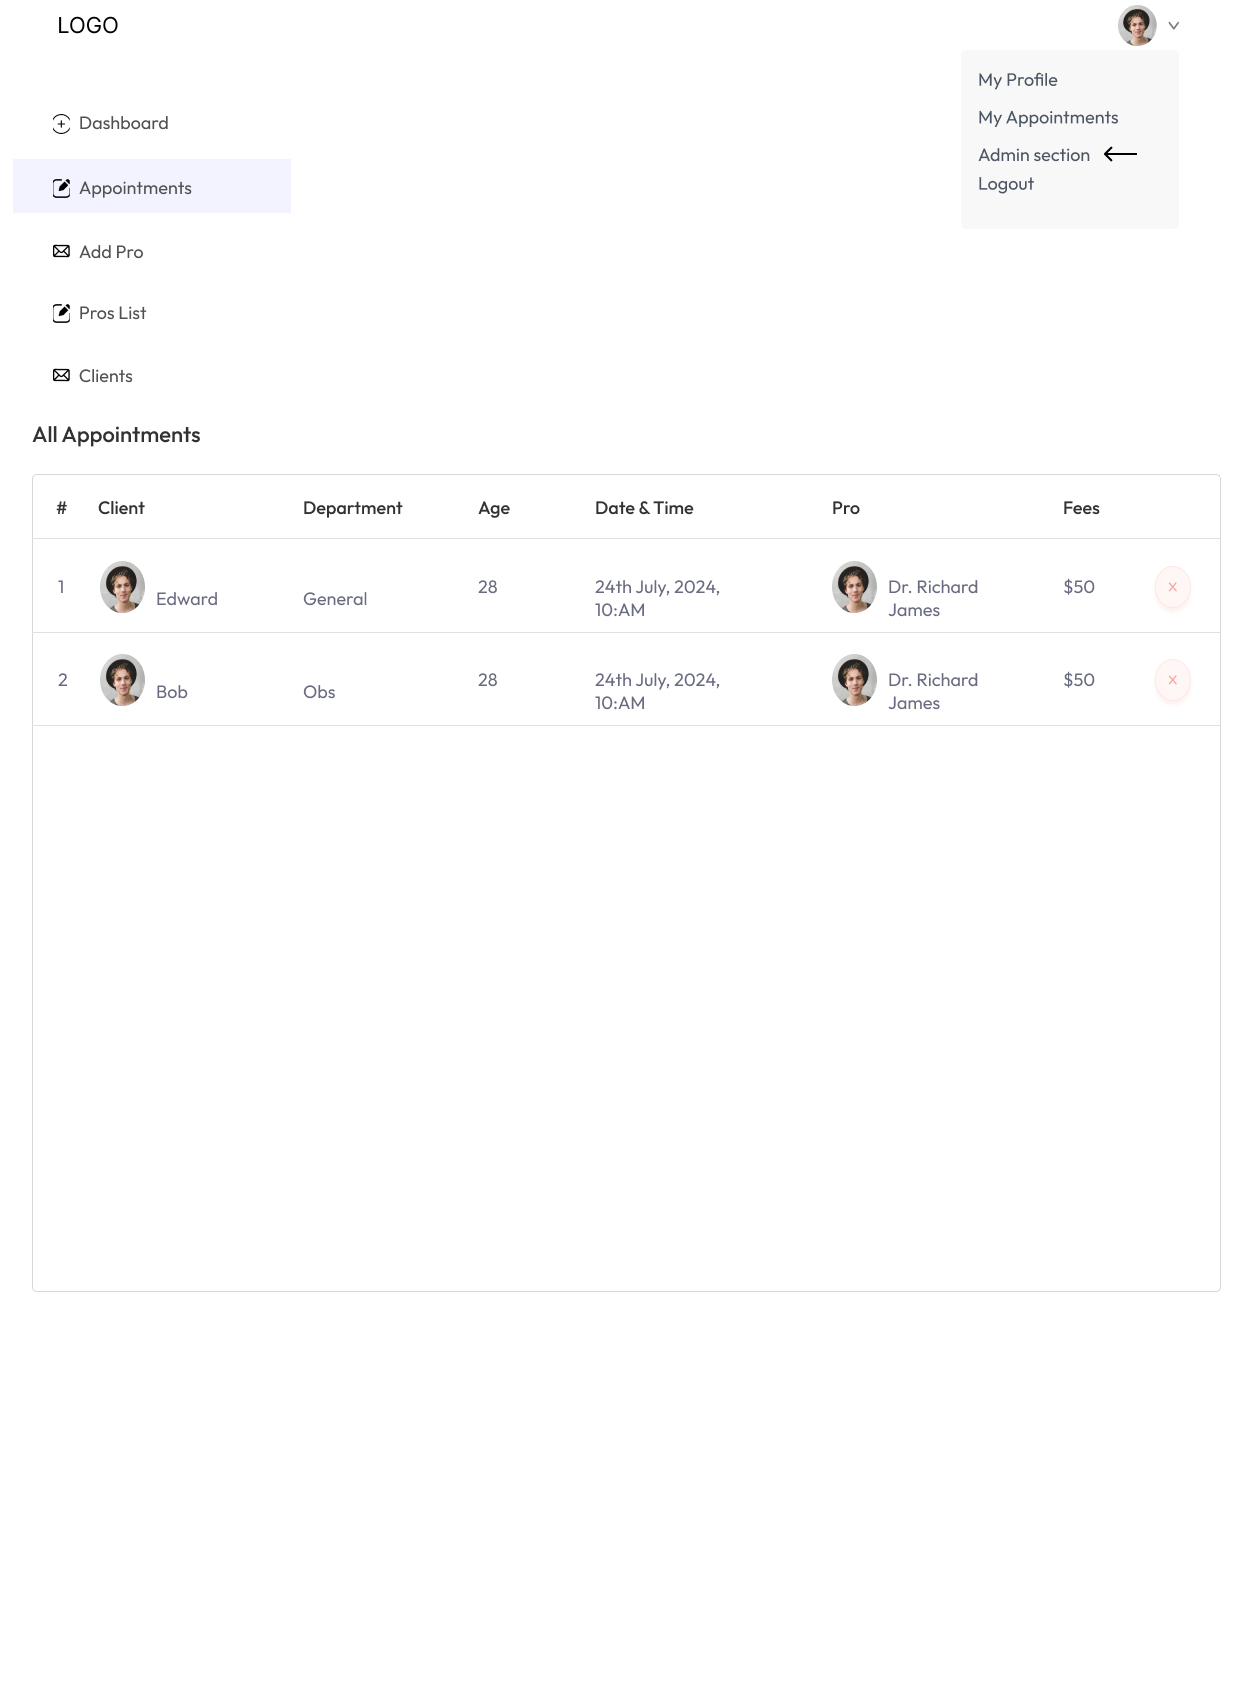 LOGO
My Profile
My Appointments
Admin section
Logout
Dashboard
Appointments
Add Pro
Pros List
Clients
All Appointments
# Client Department Age Date & Time Pro Fees
1 Edward General 28 24th July, 2024, 10:AM Dr. Richard James $50 X
2 Bob Obs 28 24th July, 2024, 10:AM Dr. Richard James $50 X